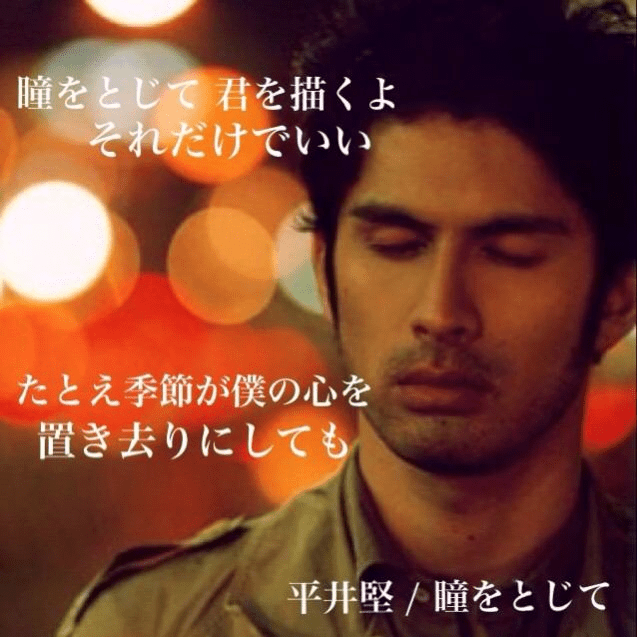 瞳をとじて 君を描くよ
それだけでいい
たとえ季節が僕の心を
置き去りにしても
平井堅 / 瞳をとじて